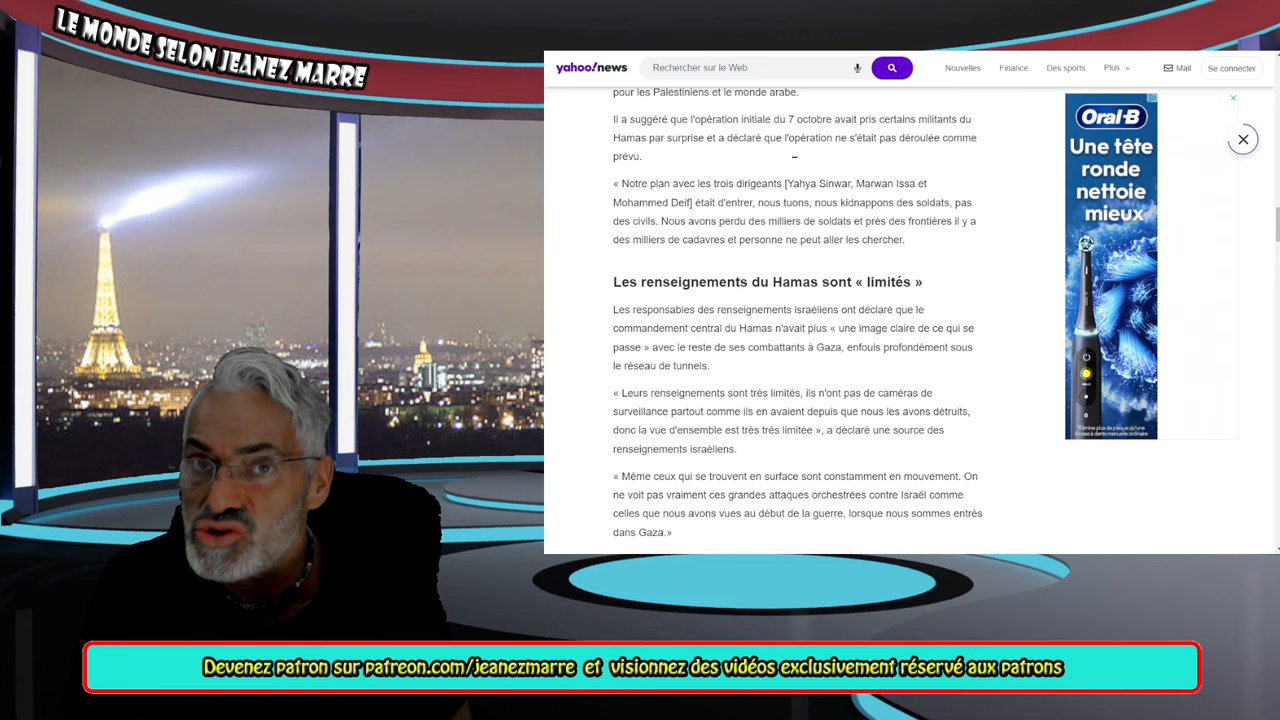 LE MONDE SELON JEANEZ MARRE
yahoo!news
Rechercher sur le Web
Nouvelles
Finance
Des sports
Plus
Mail
Se connecter
pour les Palestiniens et le monde arabe.
Il a suggéré que l'opération initiale du 7 octobre avait pris certains militants du
Hamas par surprise et a déclaré que l'opération ne s'était pas déroulée comme
prévu.
« Notre plan avec les trois dirigeants [Yahya Sinwar, Marwan Issa et
Mohammed Deif] était d'entrer, nous tuons, nous kidnappons des soldats, pas
des civils. Nous avons perdu des milliers de soldats et près des frontières il y a
des milliers de cadavres et personne ne peut aller les chercher.
Les renseignements du Hamas sont « limités »
Les responsables des renseignements israéliens ont déclaré que le
commandement central du Hamas n'avait plus « une image claire de ce qui se
passe » avec le reste de ses combattants à Gaza, enfouis profondément sous
le réseau de tunnels.
« Leurs renseignements sont très limités, ils n'ont pas de caméras de
surveillance partout comme ils en avaient depuis que nous les avons détruits,
donc la vue d'ensemble est très très limitée », a déclaré une source des
renseignements israéliens.
« Même ceux qui se trouvent en surface sont constamment en mouvement. On
ne voit pas vraiment ces grandes attaques orchestrées contre Israël comme
celles que nous avons vues au début de la guerre, lorsque nous sommes entrés
dans Gaza.»
Oral-B
Une tête
ronde
nettoie
mieux
*Élimine plus de plaque qu'une
brosse à dents manuelle ordinaire
Devenez patron sur patreon.com/jeanezmarre et visionnez des vidéos exclusivement réservé aux patrons